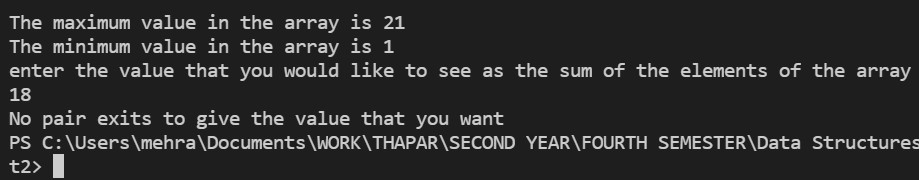 The maximum value in the array is 21
The minimum value in the array is 1
enter the value that you would like to see as the sum of the elements of the array
18
No pair exits to give the value that you want
PS C:\Users\mehra\Documents\WORK\THAPAR\SECOND YEAR\FOURTH SEMESTER\Data Structures
t2>